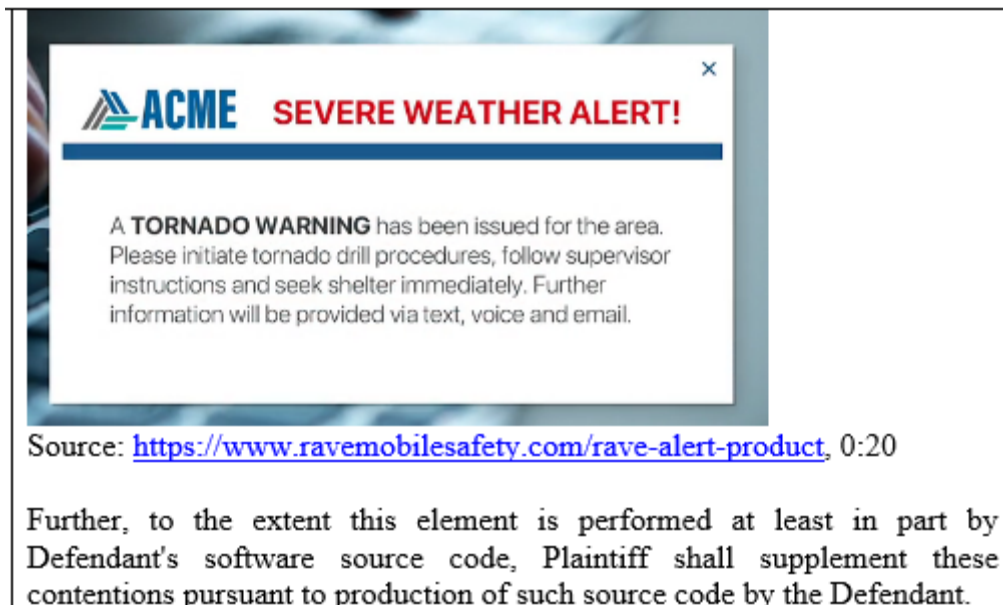 ACME SEVERE WEATHER ALERT!
A TORNADO WARNING has been issued for the area.
Please initiate tornado drill procedures, follow supervisor
instructions and seek shelter immediately. Further
information will be provided via text, voice and email.
Source: https://www.ravemobilesafety.com/rave-alert-product, 0:20
Further, to the extent this element is performed at least in part by
Defendant's software source code, Plaintiff shall supplement these
contentions pursuant to production of such source code by the Defendant.